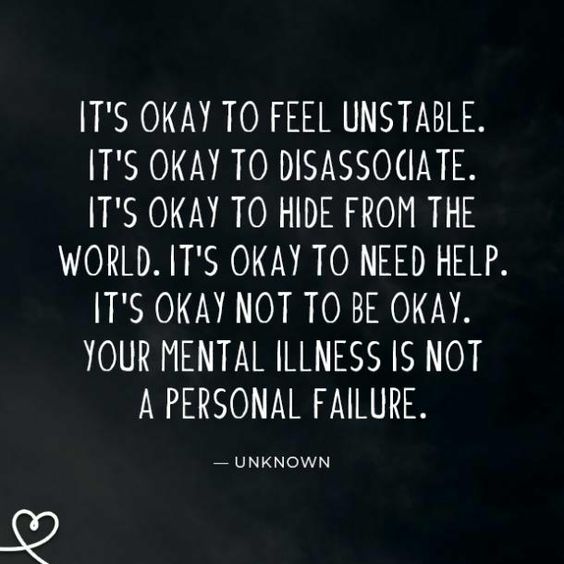 IT'S OKAY TO FEEL UNSTABLE.
IT'S OKAY TO DISASSOCIATE.
IT'S OKAY TO HIDE FROM THE
WORLD. IT'S OKAY TO NEED HELP.
IT'S OKAY NOT TO BE OKAY.
YOUR MENTAL ILLNESS IS NOT
A PERSONAL FAILURE.
— UNKNOWN